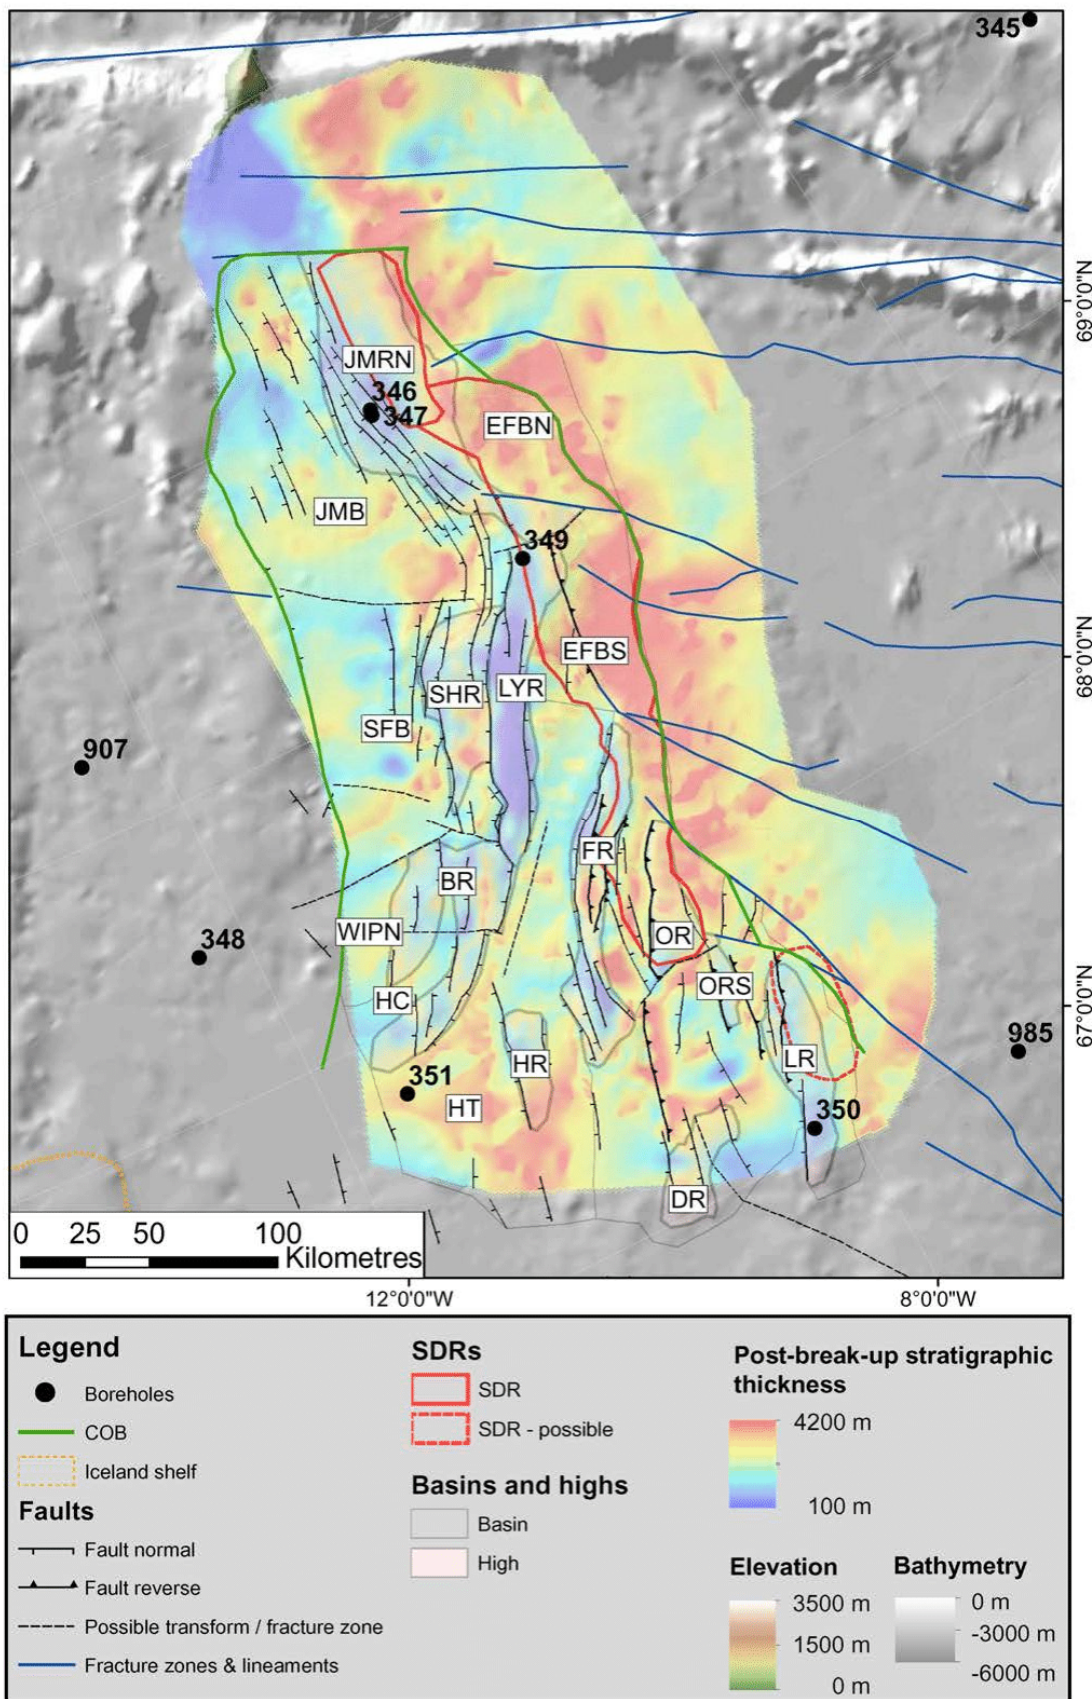 345
69°0'0"N
JMRN
346
347
EFBN
JMB
349
EFBS
68°0'0"N
SHR
LYR
SFB
907
FR
BR
WIPN
OR
348
ORS
HC
67°0'0"N
985
HR
LR
351
HT
350
DR
0 25 50 100
Kilometres
12°0'0"W
8°0'0"W
Legend
Boreholes
COB
Iceland shelf
Faults
Fault normal
Fault reverse
Possible transform / fracture zone
Fracture zones & lineaments
SDRs
SDR
SDR - possible
Basins and highs
Basin
High
Post-break-up stratigraphic
thickness
4200 m
100 m
Elevation
3500 m
1500 m
0 m
Bathymetry
0 m
-3000 m
-6000 m